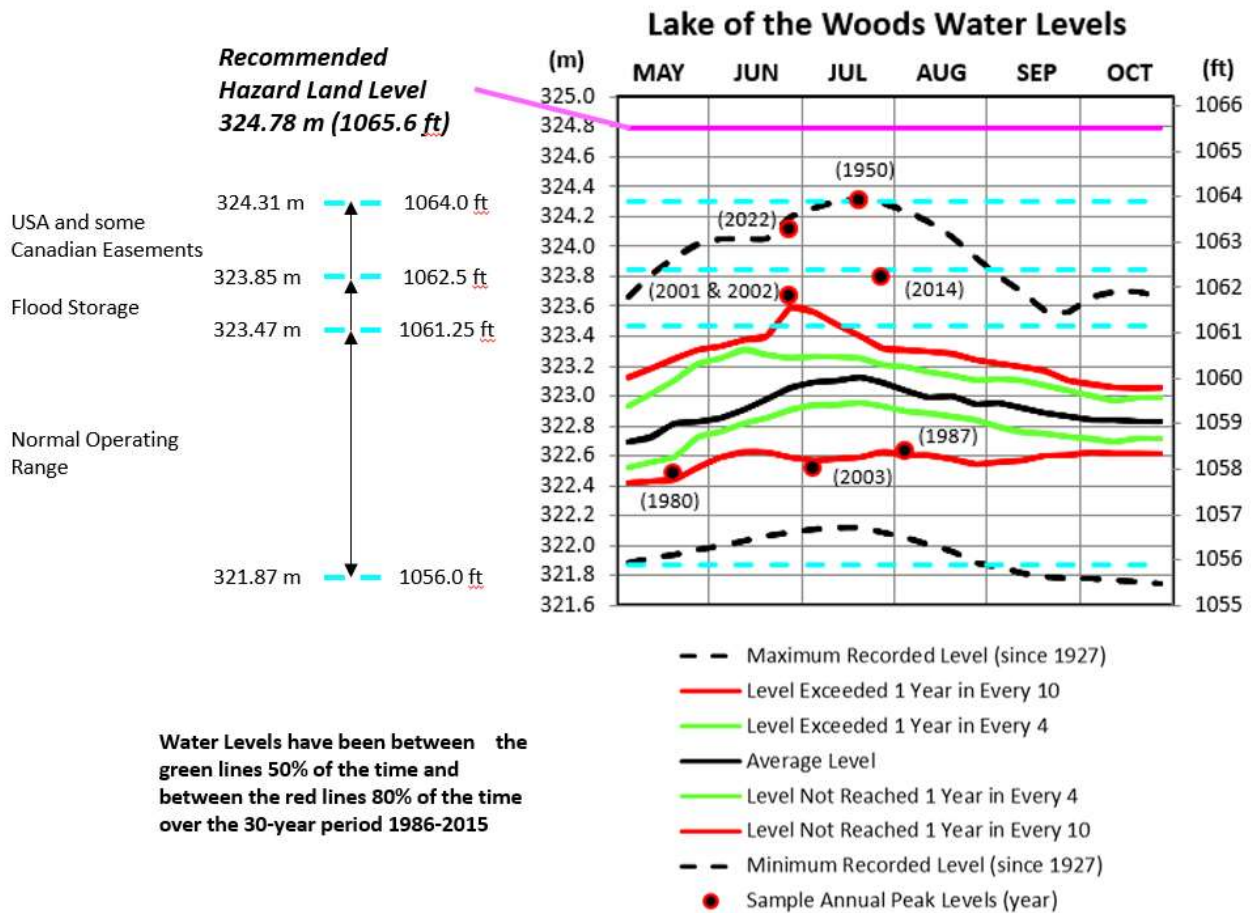 Lake of the Woods Water Levels
Recommended
Hazard Land Level
324.78 m (1065.6 ft)
(m)
MAY JUN JUL AUG SEP OCT
(ft)
325.0
324.8
324.6
324.4
324.2
324.0
323.8
323.6
323.4
323.2
323.0
322.8
322.6
322.4
322.2
322.0
321.8
321.6
1066
1065
1064
1063
1062
1061
1060
1059
1058
1057
1056
1055
(1950)
(2022)
(2001 & 2002)
(2014)
(1987)
(2003)
(1980)
324.31 m 1064.0 ft
USA and some
Canadian Easements
323.85 m 1062.5 ft
Flood Storage
323.47 m 1061.25 ft
Normal Operating
Range
321.87 m 1056.0 ft
Maximum Recorded Level (since 1927)
Level Exceeded 1 Year in Every 10
Level Exceeded 1 Year in Every 4
Average Level
Level Not Reached 1 Year in Every 4
Level Not Reached 1 Year in Every 10
Minimum Recorded Level (since 1927)
Sample Annual Peak Levels (year)
Water Levels have been between the
green lines 50% of the time and
between the red lines 80% of the time
over the 30-year period 1986-2015